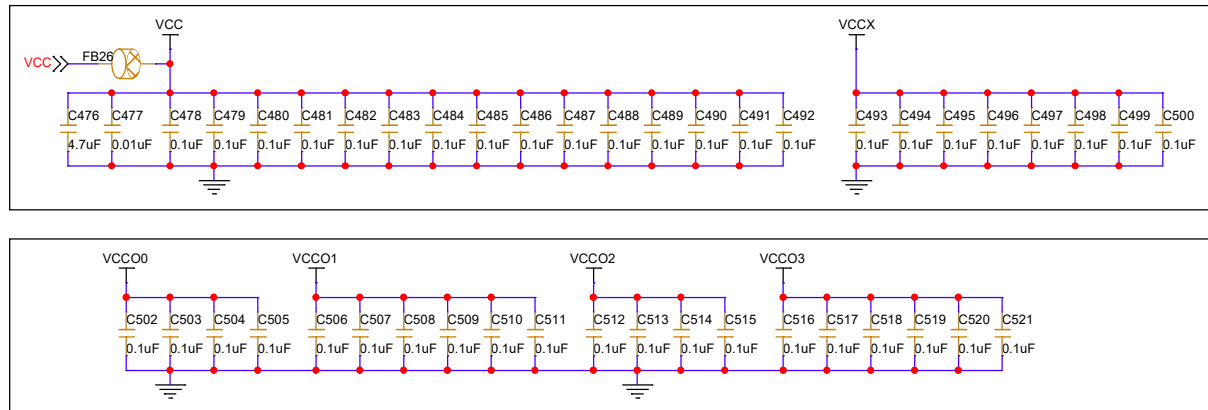 VCC VCCX
VCC FB26
C476 C477 C478 C479 C480 C481 C482 C483 C484 C485 C486 C487 C488 C489 C490 C491 C492 C493 C494 C495 C496 C497 C498 C499 C500
4.7uF 0.01uF 0.1uF 0.1uF 0.1uF 0.1uF 0.1uF 0.1uF 0.1uF 0.1uF 0.1uF 0.1uF 0.1uF 0.1uF 0.1uF 0.1uF 0.1uF 0.1uF 0.1uF 0.1uF 0.1uF 0.1uF 0.1uF 0.1uF 0.1uF
VCCO0 VCCO1 VCCO2 VCCO3
C502 C503 C504 C505 C506 C507 C508 C509 C510 C511 C512 C513 C514 C515 C516 C517 C518 C519 C520 C521
0.1uF 0.1uF 0.1uF 0.1uF 0.1uF 0.1uF 0.1uF 0.1uF 0.1uF 0.1uF 0.1uF 0.1uF 0.1uF 0.1uF 0.1uF 0.1uF 0.1uF 0.1uF 0.1uF 0.1uF